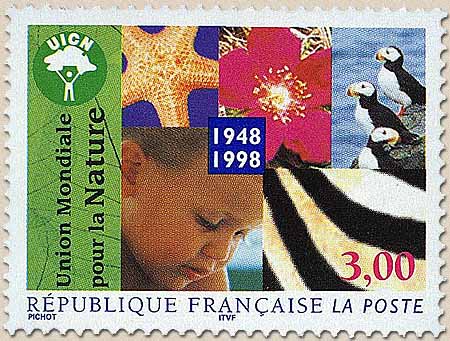 UICN
Union Mondiale
pour la Nature
1948
1998
3,00
RÉPUBLIQUE FRANÇAISE LA POSTE
PICHOT
ITVF